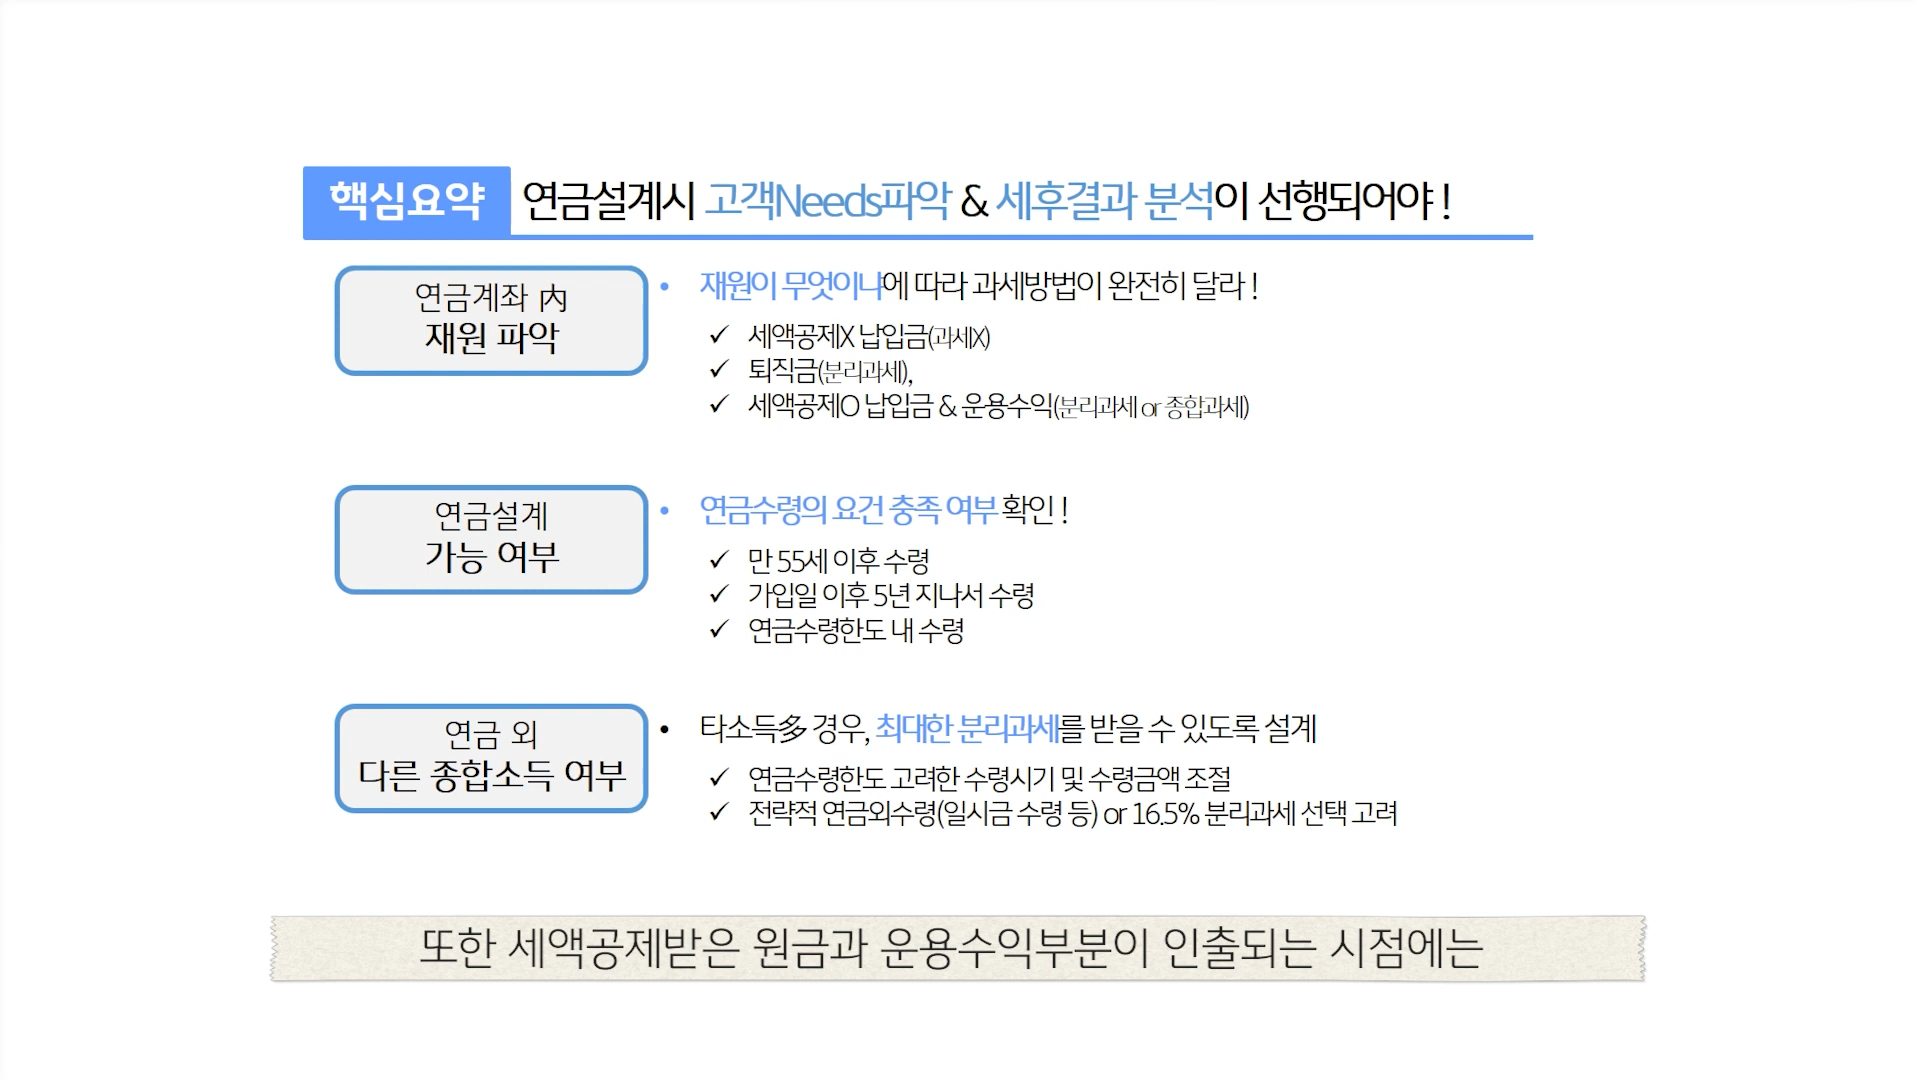 핵심요약 연금설계시 고객Needs파악 & 세후결과 분석이 선행되어야 !
연금계좌 內
재원 파악
• 재원이 무엇이냐에 따라 과세방법이 완전히 달라 !
✓ 세액공제X 납입금(과세X)
✓ 퇴직금(분리과세),
✓ 세액공제O 납입금 & 운용수익(분리과세 or 종합과세)
연금설계
가능 여부
• 연금수령의 요건 충족 여부 확인 !
✓ 만 55세 이후 수령
✓ 가입일 이후 5년 지나서 수령
✓ 연금수령한도 내 수령
연금 외
다른 종합소득 여부
• 타소득多 경우, 최대한 분리과세를 받을 수 있도록 설계
✓ 연금수령한도 고려한 수령시기 및 수령금액 조절
✓ 전략적 연금외수령(일시금 수령 등) or 16.5% 분리과세 선택 고려
또한 세액공제받은 원금과 운용수익부분이 인출되는 시점에는